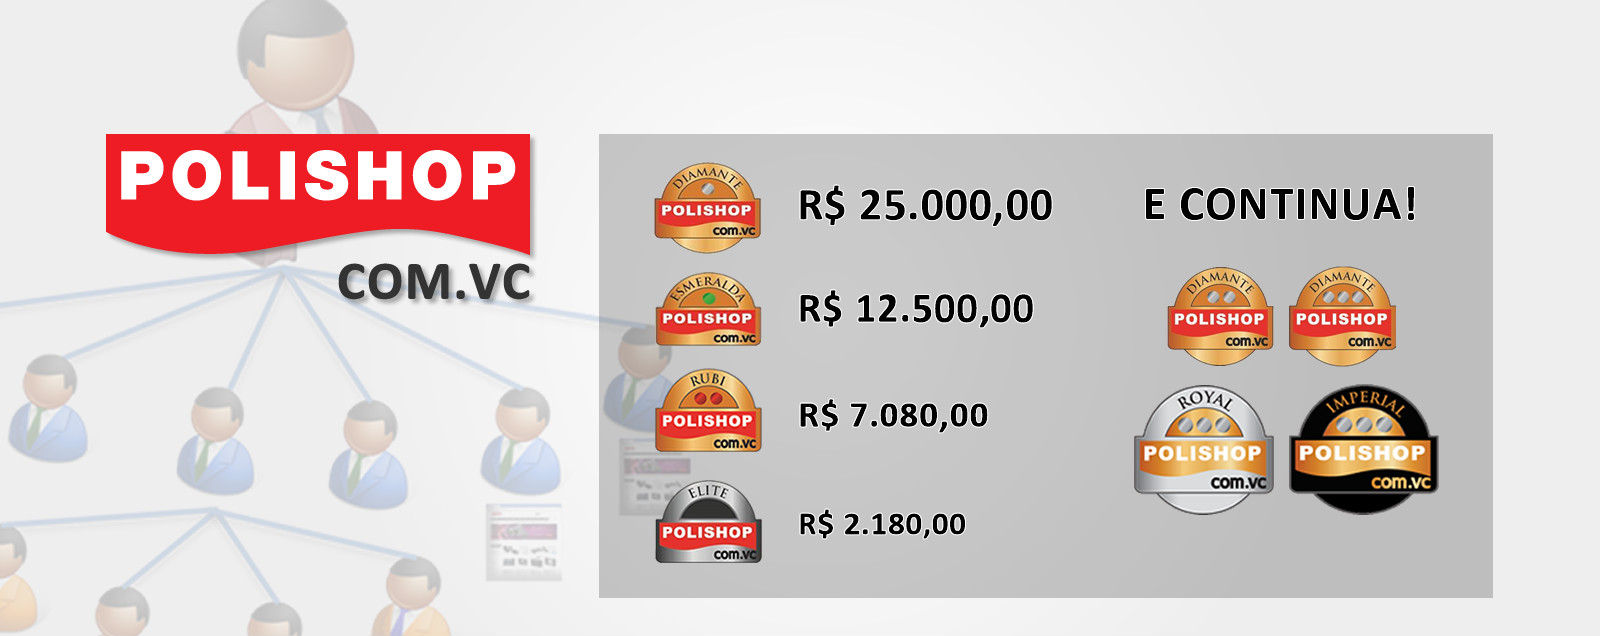 POLISHOP
COM.VC
DIAMANTE
POLISHOP
com.vc
R$ 25.000,00
ESMERALDA
POLISHOP
com.vc
R$ 12.500,00
RUBI
POLISHOP
com.vc
R$ 7.080,00
ELITE
POLISHOP
com.vc
R$ 2.180,00
E CONTINUA!
DIAMANTE
POLISHOP
com.vc
DIAMANTE
POLISHOP
com.vc
ROYAL
POLISHOP
com.vc
IMPERIAL
POLISHOP
com.vc